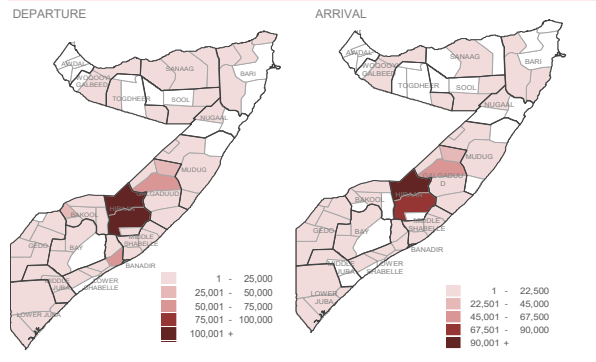 DEPARTURE
AWDAL
WOQOOYI
GALBEED
TOGDHEER
SANAAG
SOOL
BARI
NUGAAL
MUDUG
GALGADUUD
HIRAAN
BAKOOL
GEDO
BAY
MIDDLE
SHABELLE
BANADIR
LOWER
SHABELLE
MIDDLE
JUBA
LOWER JUBA
1 - 25,000
25,001 - 50,000
50,001 - 75,000
75,001 - 100,000
100,001 +
ARRIVAL
AWDAL
WOQOOYI
GALBEED
TOGDHEER
SANAAG
SOOL
BARI
NUGAAL
MUDUG
GALGADUU
D
HIRAAN
BAKOOL
GEDO
BAY
MIDDLE
SHABELLE
BANADIR
LOWER
SHABELLE
MIDDLE
JUBA
LOWER
JUBA
1 - 22,500
22,501 - 45,000
45,001 - 67,500
67,501 - 90,000
90,001 +